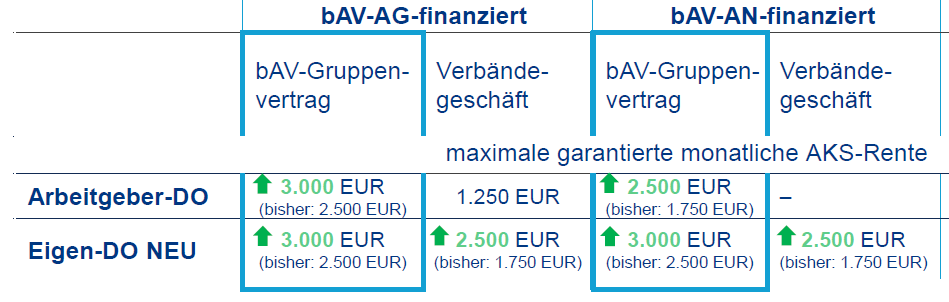 bAV-AG-finanziert bAV-AN-finanziert
bAV-Gruppen- Verbände- bAV-Gruppen- Verbände-
vertrag geschäft vertrag geschäft
maximale garantierte monatliche AKS-Rente
Arbeitgeber-DO 3.000 EUR 1.250 EUR 2.500 EUR –
(bisher: 2.500 EUR) (bisher: 1.750 EUR)
Eigen-DO NEU 3.000 EUR 2.500 EUR 3.000 EUR 2.500 EUR
(bisher: 2.500 EUR) (bisher: 1.750 EUR) (bisher: 2.500 EUR) (bisher: 1.750 EUR)